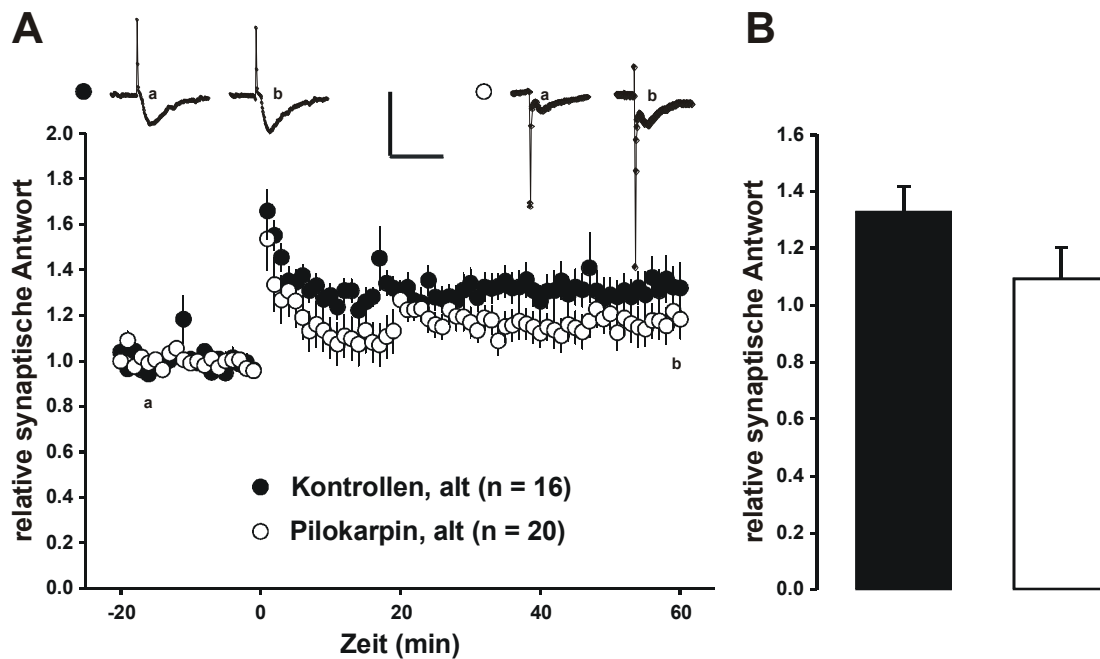 A
B
a
b
a
b
relative synaptische Antwort
2.0
1.8
1.6
1.4
1.2
1.0
0.8
0.6
0.4
0.2
0.0
a
b
Kontrollen, alt (n = 16)
Pilokarpin, alt (n = 20)
-20
0
20
40
60
Zeit (min)
relative synaptische Antwort
1.6
1.4
1.2
1.0
0.8
0.6
0.4
0.2
0.0